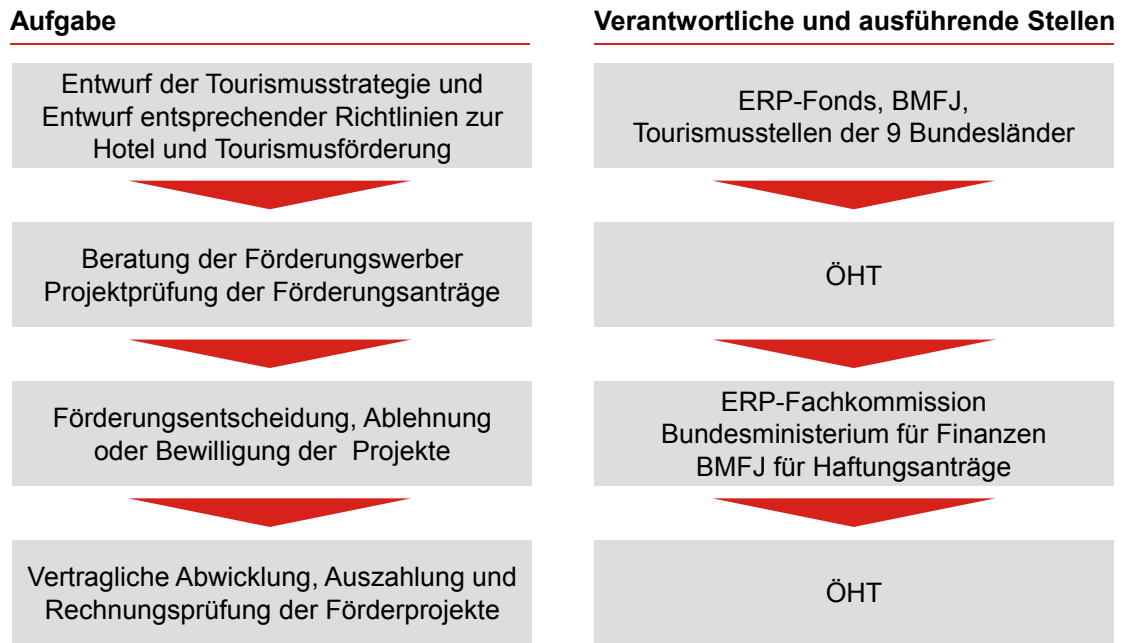 Aufgabe
Verantwortliche und ausführende Stellen
Entwurf der Tourismusstrategie und
Entwurf entsprechender Richtlinien zur
Hotel und Tourismusförderung
ERP-Fonds, BMFJ,
Tourismusstellen der 9 Bundesländer
Beratung der Förderungswerber
Projektprüfung der Förderungsanträge
ÖHT
Förderungsentscheidung, Ablehnung
oder Bewilligung der  Projekte
ERP-Fachkommission
Bundesministerium für Finanzen
BMFJ für Haftungsanträge
Vertragliche Abwicklung, Auszahlung und
Rechnungsprüfung der Förderprojekte
ÖHT